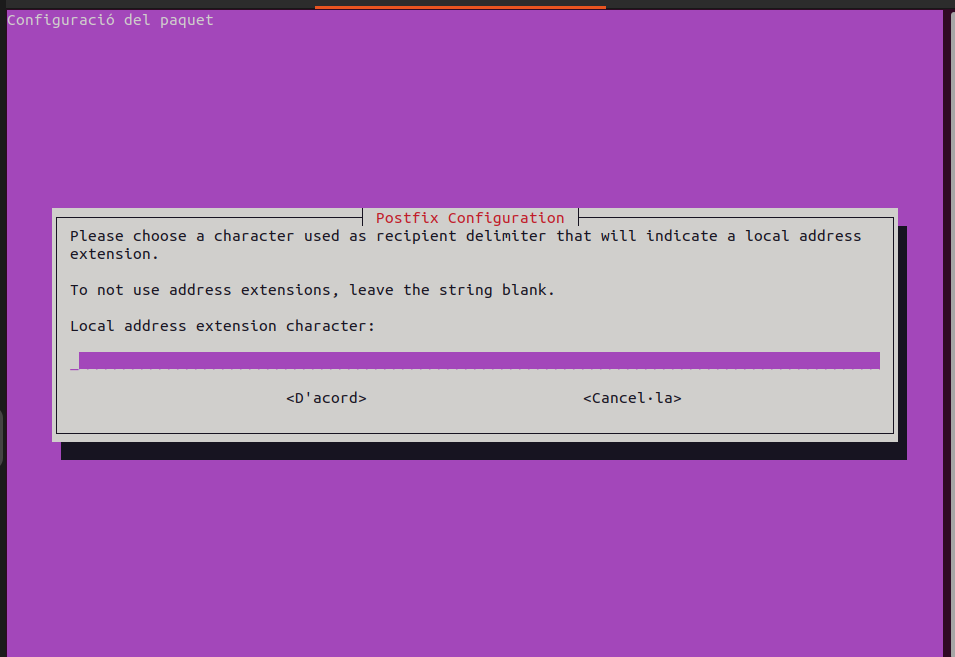 Configuració del paquet
Postfix Configuration
Please choose a character used as recipient delimiter that will indicate a local address
extension.
To not use address extensions, leave the string blank.
Local address extension character:
<D'acord> <Cancel·la>